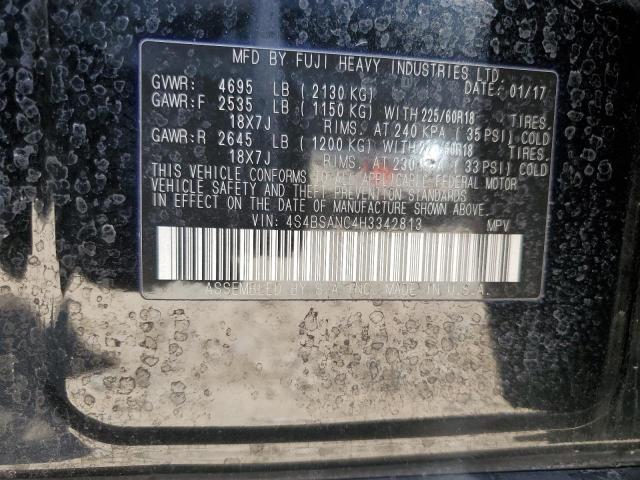 MFD BY FUJI HEAVY INDUSTRIES LTD.
GVWR: 4695 LB ( 2130 KG) DATE: 01/17
GAWR:F 2535 LB ( 1150 KG) WITH 225/60R18 TIRES.
18X7J RIMS, AT 240 KPA ( 35 PSI) COLD
GAWR:R 2645 LB ( 1200 KG) WITH TIRES.
18X7J RIMS, AT 33 PSI) COLD
THIS VEHICLE CONFORMS TO ALL APPLICABLE FEDERAL MOTOR
VEHICLE SAFETY AND THEFT PREVENTION STANDARDS
IN EFFECT ON THE DATE OF MANUFACTURE SHOWN ABOVE.
VIN: 4S4BSANC4H3342813 MPV
ASSEMBLED BY S.I.A. INC. MADE IN U.S.A.